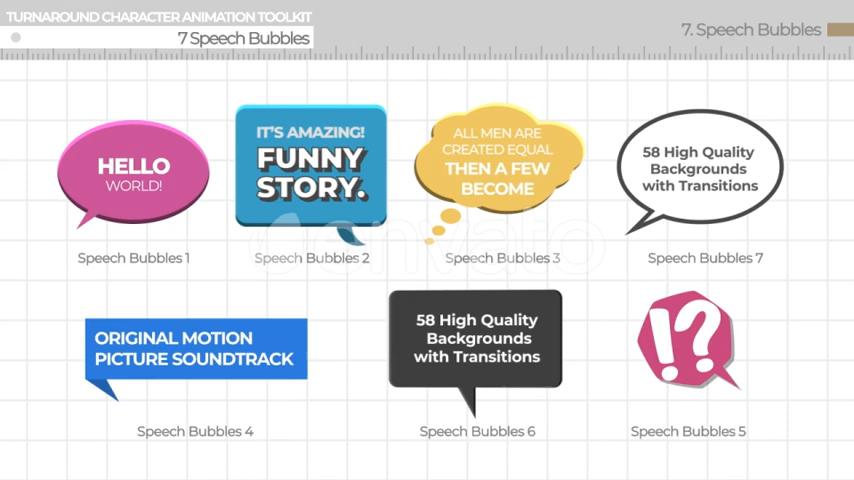 TURNAROUND CHARACTER ANIMATION TOOLKIT
7 Speech Bubbles
7. Speech Bubbles
HELLO
WORLD!
Speech Bubbles 1
IT'S AMAZING!
FUNNY
STORY.
Speech Bubbles 2
ALL MEN ARE
CREATED EQUAL
THEN A FEW
BECOME
Speech Bubbles 3
58 High Quality
Backgrounds
with Transitions
Speech Bubbles 7
ORIGINAL MOTION
PICTURE SOUNDTRACK
Speech Bubbles 4
58 High Quality
Backgrounds
with Transitions
Speech Bubbles 6
!?
Speech Bubbles 5
envato